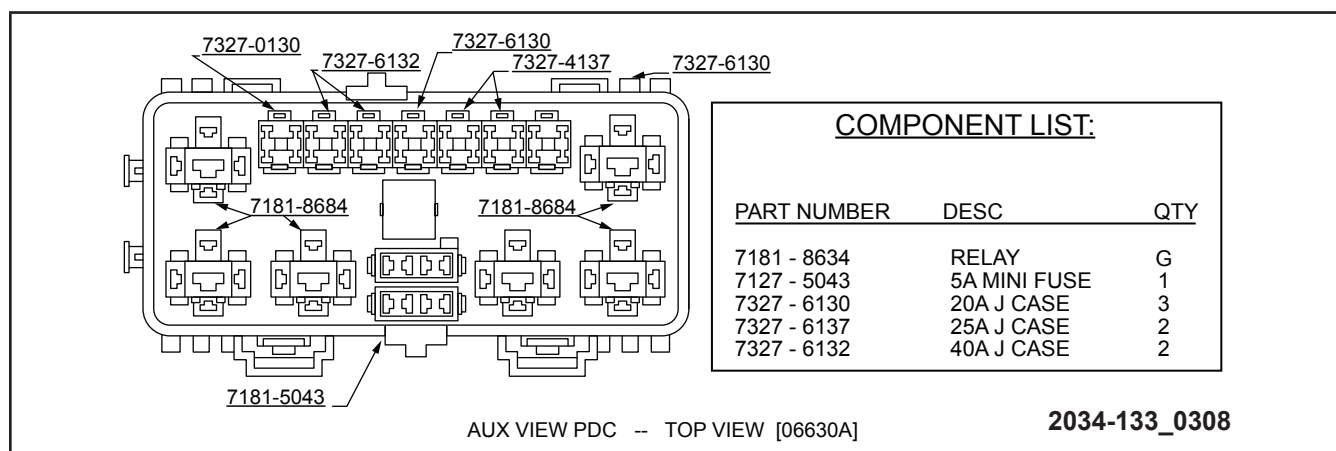 7327-0130
7327-6132
7327-6130
7327-4137
7327-6130
7181-8684
7181-8684
7181-5043
COMPONENT LIST:
PART NUMBER DESC QTY
7181 - 8634 RELAY G
7127 - 5043 5A MINI FUSE 1
7327 - 6130 20A J CASE 3
7327 - 6137 25A J CASE 2
7327 - 6132 40A J CASE 2
AUX VIEW PDC -- TOP VIEW [06630A]
2034-133_0308